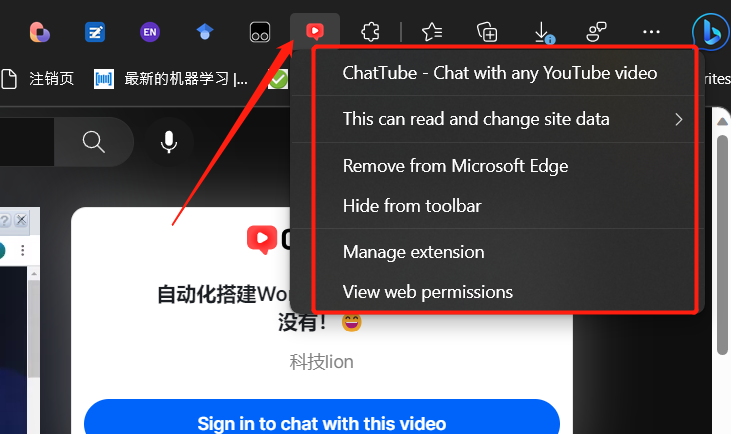 EN
注销页
最新的机器学习 |...
rites
ChatTube - Chat with any YouTube video
This can read and change site data
Remove from Microsoft Edge
Hide from toolbar
Manage extension
View web permissions
自动化搭建Wor
没有！😄
科技lion
Sign in to chat with this video